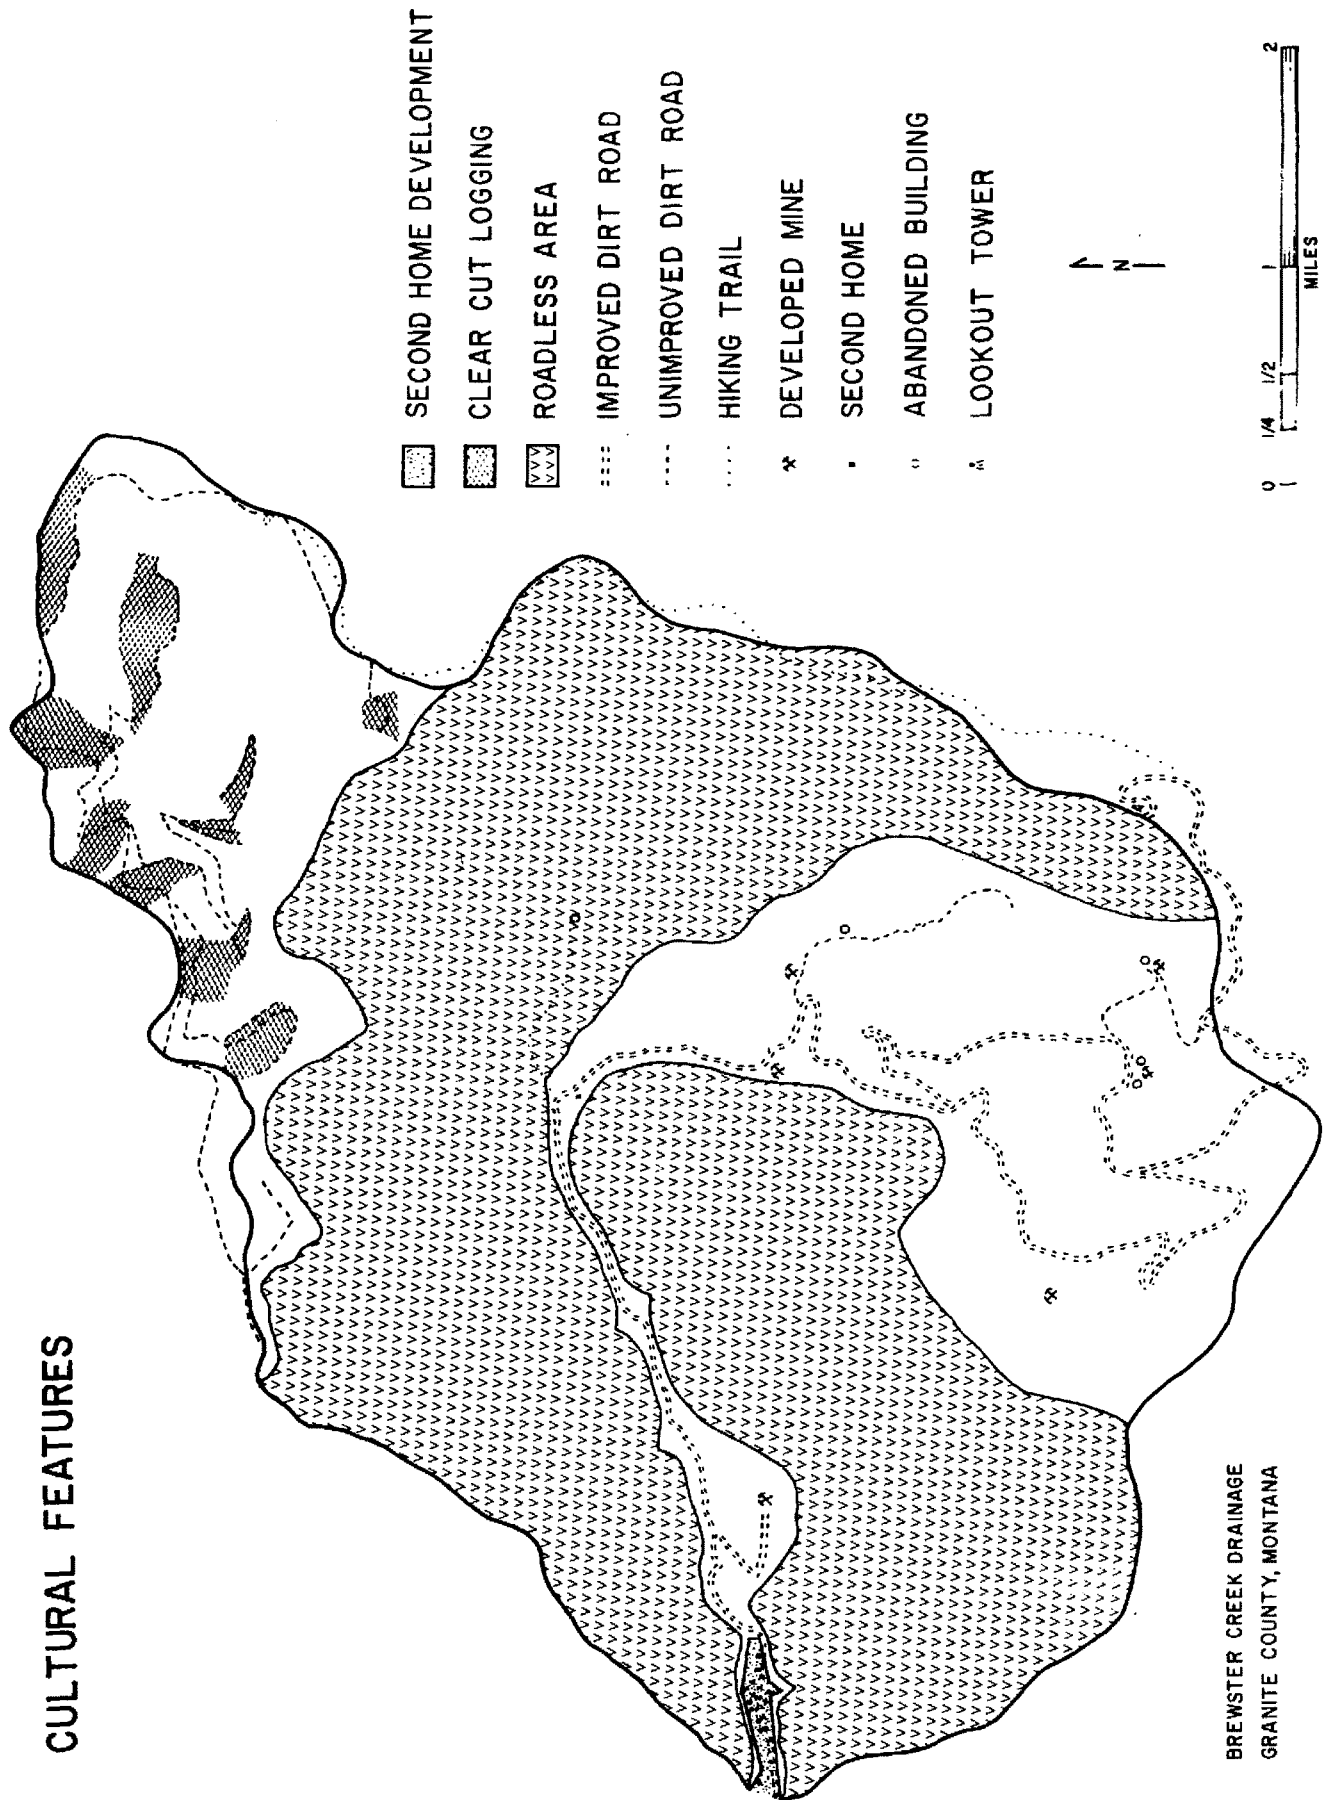 CULTURAL FEATURES
SECOND HOME DEVELOPMENT
CLEAR CUT LOGGING
ROADLESS AREA
IMPROVED DIRT ROAD
UNIMPROVED DIRT ROAD
HIKING TRAIL
DEVELOPED MINE
SECOND HOME
ABANDONED BUILDING
LOOKOUT TOWER
N
0 1/4 1/2 1 2
MILES
BREWSTER CREEK DRAINAGE
GRANITE COUNTY, MONTANA